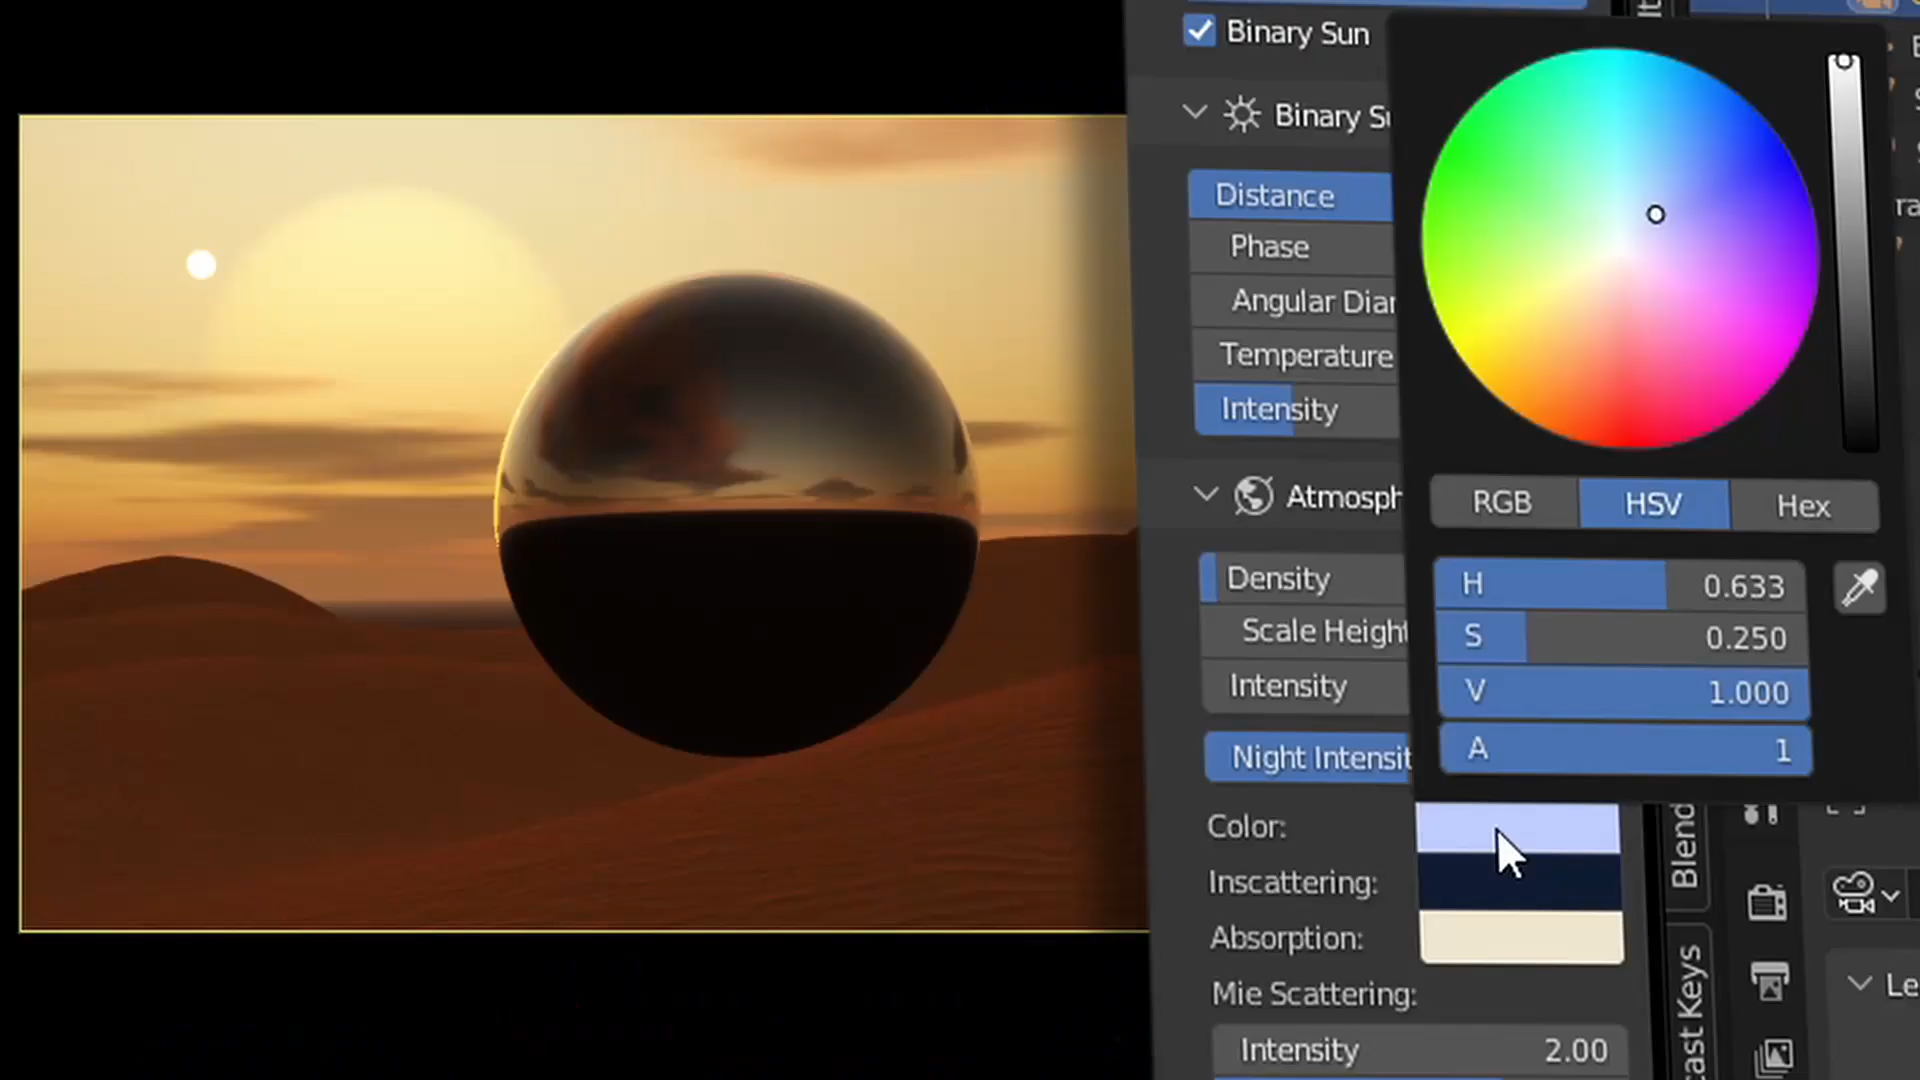 Binary Sun
Binary Su
Distance
Phase
Angular Diar
Temperature
Intensity
Atmosph
Density
Scale Height
Intensity
Night Intensit
Color:
Inscattering:
Absorption:
Mie Scattering:
Intensity 2.00
RGB HSV Hex
H 0.633
S 0.250
V 1.000
A 1
Blend
cast Keys
Le